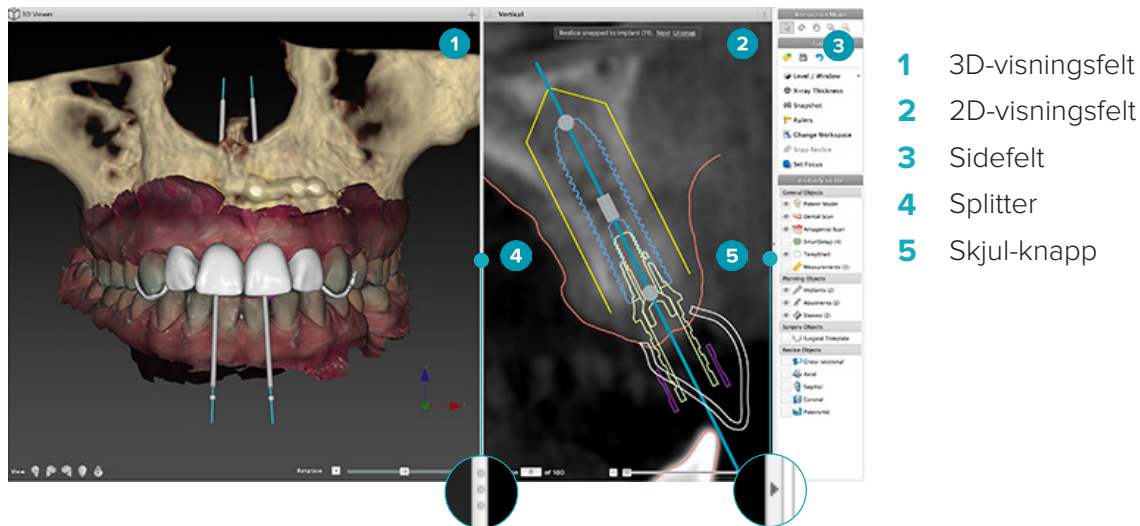 3D Viewer
1
Vertical
Reslice snapped to implant (11). Next Unsnap
2
3
Level / Window
X-ray Thickness
Snapshot
Rulers
Change Workspace
Snap Reslice
Set Focus
General Objects
Patient Model
Dental Scan
Antagonist Scan
SmartSetup (4)
TempShell
Measurements (3)
Planning Objects
Implants (2)
Abutments (2)
Sleeves (2)
Surgery Objects
Surgical Template
Reslice Objects
Cross-sectional
Axial
Sagittal
Coronal
Panoramic
4
5
View
Rotation
0 of 180
1 3D-visningsfelt
2 2D-visningsfelt
3 Sidefelt
4 Splitter
5 Skjul-knapp